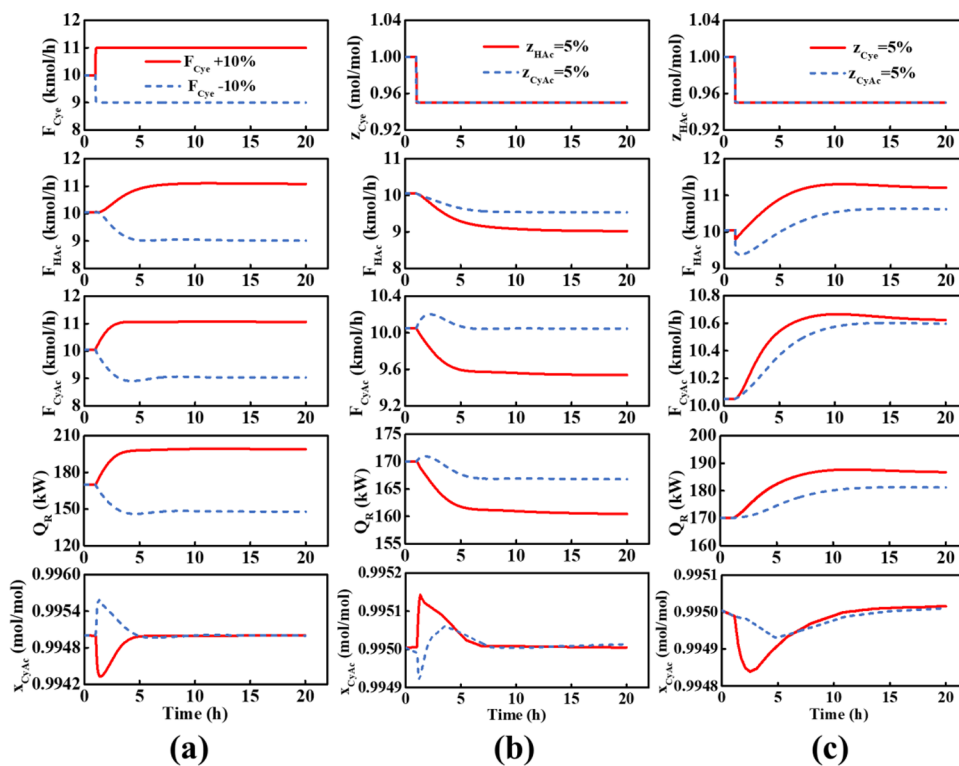 F_Cye (kmol/h)
12
11
10
9
8
F_Cye +10%
F_Cye -10%
0 5 10 15 20
F_HAc (kmol/h)
12
11
10
9
8
0 5 10 15 20
F_CyAc (kmol/h)
12
11
10
9
8
0 5 10 15 20
Q_R (kW)
210
180
150
120
0 5 10 15 20
x_CyAc (mol/mol)
0.9960
0.9954
0.9948
0.9942
0 5 10 15 20
Time (h)
(a)
z_Cye (mol/mol)
1.04
1.00
0.96
0.92
z_HAc=5%
z_CyAc=5%
0 5 10 15 20
F_HAc (kmol/h)
11
10
9
8
0 5 10 15 20
F_CyAc (kmol/h)
10.4
10.0
9.6
9.2
0 5 10 15 20
Q_R (kW)
175
170
165
160
155
0 5 10 15 20
x_CyAc (mol/mol)
0.9952
0.9951
0.9950
0.9949
0 5 10 15 20
Time (h)
(b)
z_HAc (mol/mol)
1.04
1.00
0.96
0.92
z_Cye=5%
z_CyAc=5%
0 5 10 15 20
F_HAc (kmol/h)
12
11
10
9
0 5 10 15 20
F_CyAc (kmol/h)
10.8
10.6
10.4
10.2
10.0
0 5 10 15 20
Q_R (kW)
200
190
180
170
160
0 5 10 15 20
x_CyAc (mol/mol)
0.9951
0.9950
0.9949
0.9948
0 5 10 15 20
Time (h)
(c)